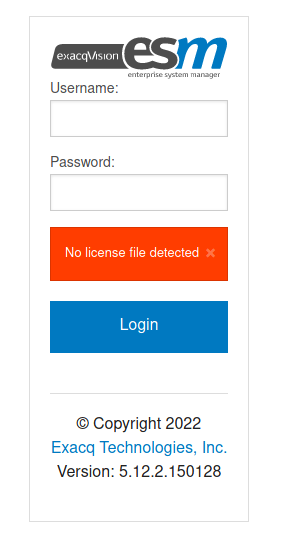 exacqVision esm
enterprise system manager
Username:
Password:
No license file detected ×
Login
© Copyright 2022
Exacq Technologies, Inc.
Version: 5.12.2.150128